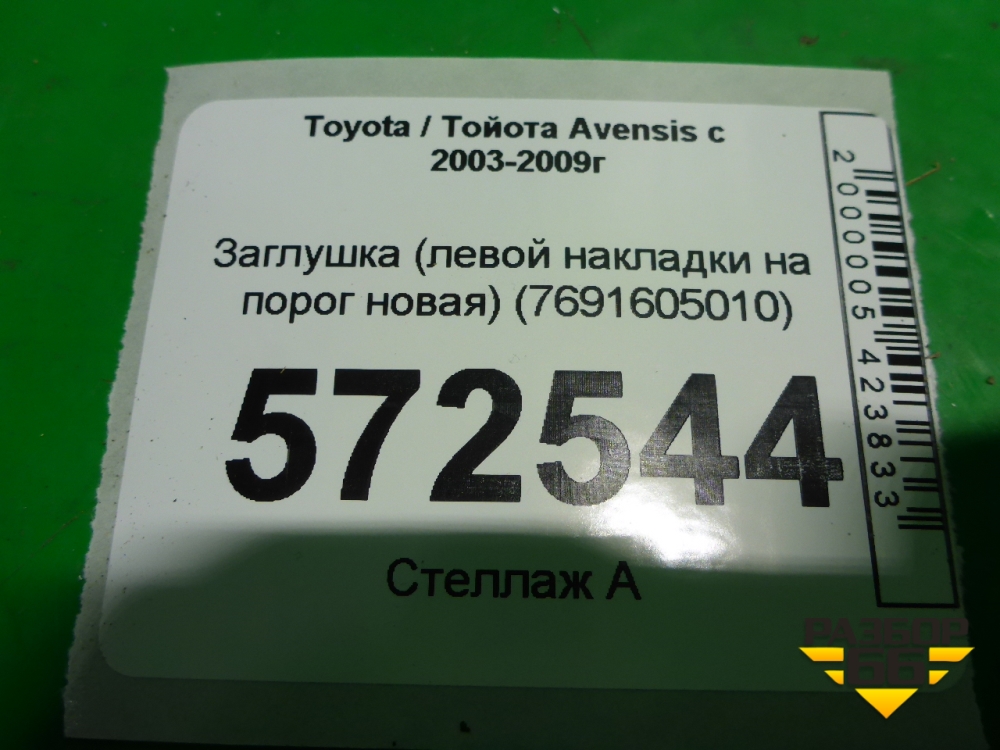 Toyota / Тойота Avensis с
2003-2009г
Заглушка (левой накладки на
порог новая) (7691605010)
572544
Стеллаж А
2000005423833
РАЗБОР
66